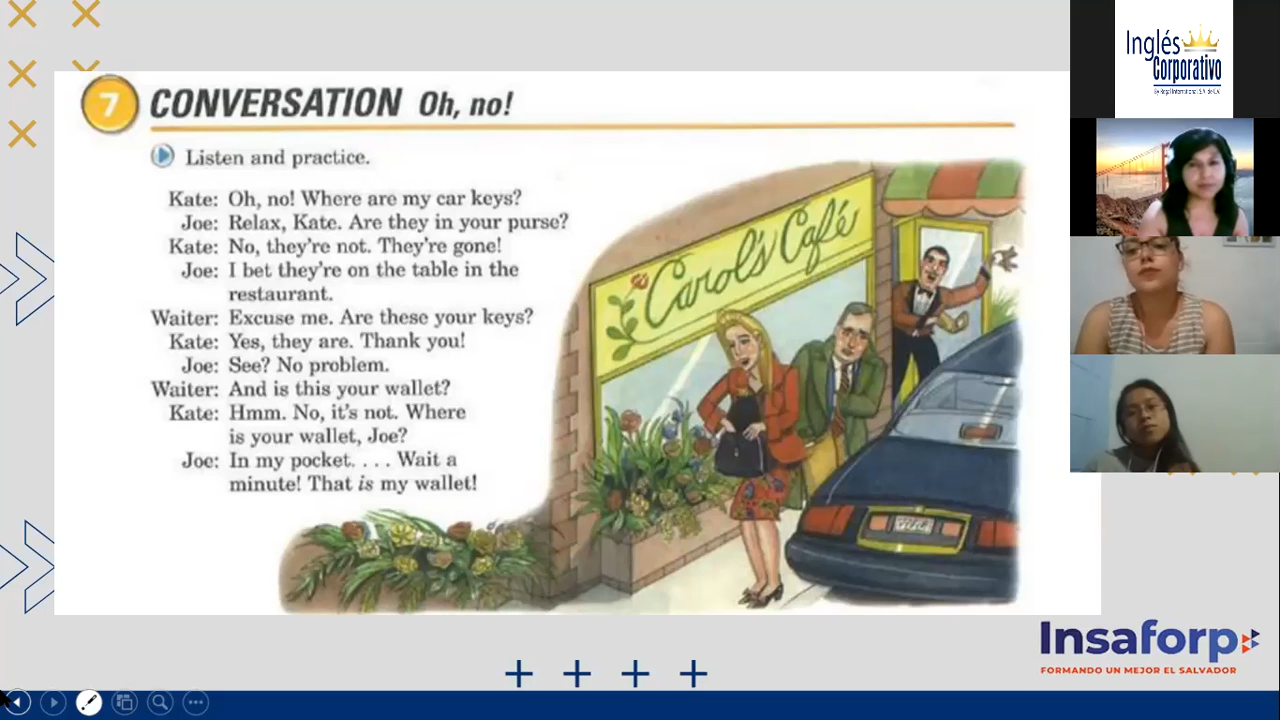 7 CONVERSATION Oh, no!
Listen and practice.
Kate: Oh, no! Where are my car keys?
Joe: Relax, Kate. Are they in your purse?
Kate: No, they're not. They're gone!
Joe: I bet they're on the table in the
restaurant.
Waiter: Excuse me. Are these your keys?
Kate: Yes, they are. Thank you!
Joe: See? No problem.
Waiter: And is this your wallet?
Kate: Hmm. No, it's not. Where
is your wallet, Joe?
Joe: In my pocket. . . . Wait a
minute! That is my wallet!
Carol's Café
Inglés
Corporativo
By Regal International, S.A. de C.V.
Insaforp
FORMANDO UN MEJOR EL SALVADOR